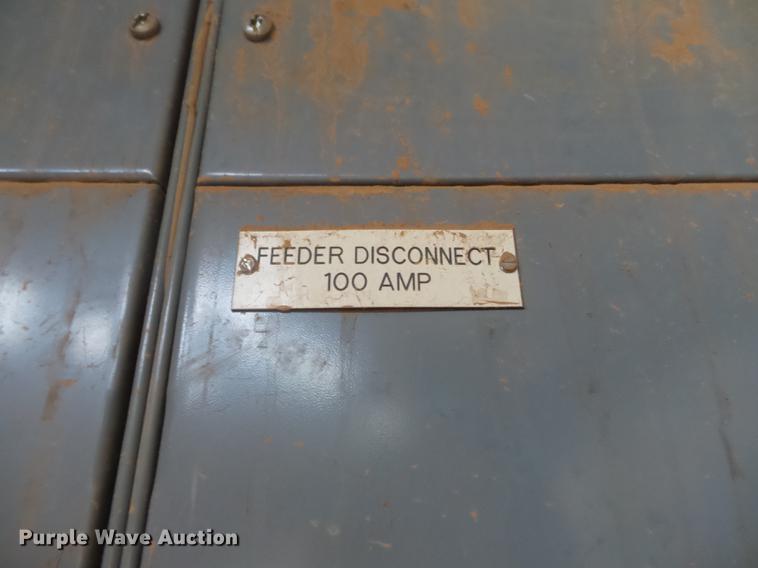 FEEDER DISCONNECT
100 AMP
Purple Wave Auction